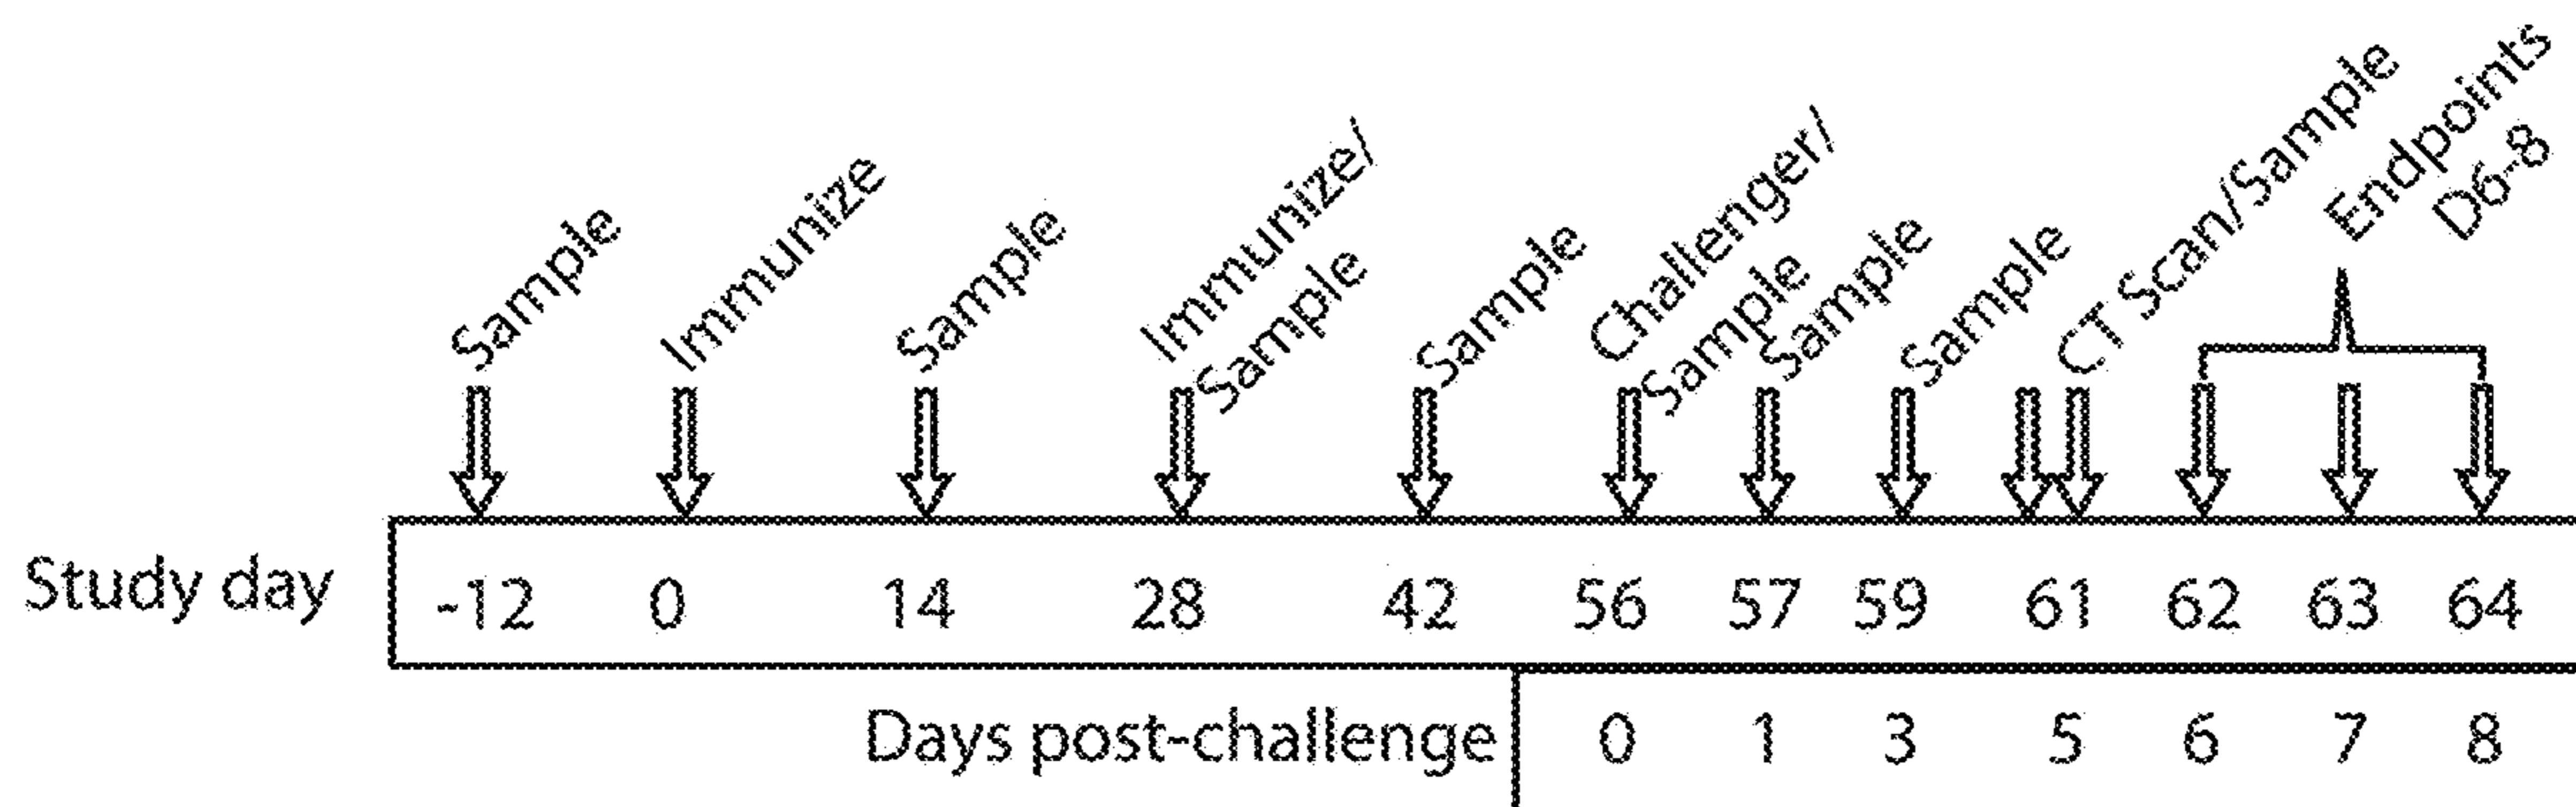 Sample
Immunize
Sample
Immunize/
Sample
Sample
Challenger/
Sample
Sample
Sample
CT Scan/Sample
Endpoints
D6-8
Study day -12 0 14 28 42 56 57 59 61 62 63 64
Days post-challenge 0 1 3 5 6 7 8